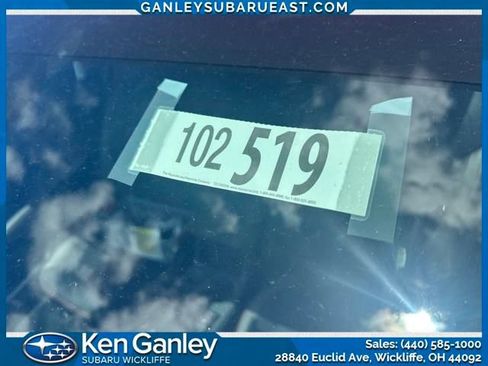 GANLEYSUBARUEAST.COM
102 519
Ken Ganley
SUBARU WICKLIFFE
Sales: (440) 585-1000
28840 Euclid Ave, Wickliffe, OH 44092